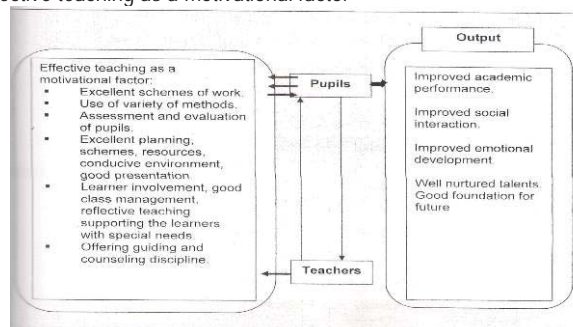 ective teaching as a motivational factor
Output
Effective teaching as a
motivational factor:
▪ Excellent schemes of work.
▪ Use of variety of methods.
▪ Assessment and evaluation
of pupils.
▪ Excellent planning,
schemes, resources,
conducive environment,
good presentation.
▪ Learner involvement, good
class management,
reflective teaching
supporting the learners
with special needs.
▪ Offering guiding and
counseling discipline.
Pupils
Teachers
Improved academic
performance.
Improved social
interaction.
Improved emotional
development.
Well nurtured talents.
Good foundation for
future